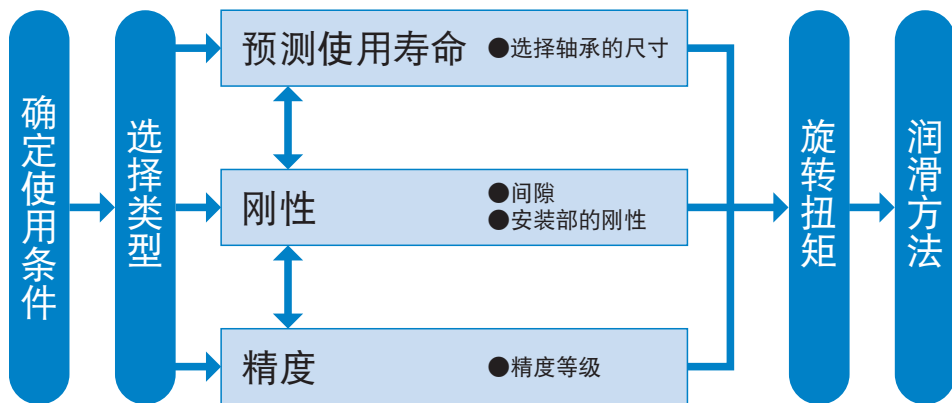 确定使用条件
选择类型
预测使用寿命
●选择轴承的尺寸
刚性
●间隙
●安装部的刚性
精度
●精度等级
旋转扭矩
润滑方法